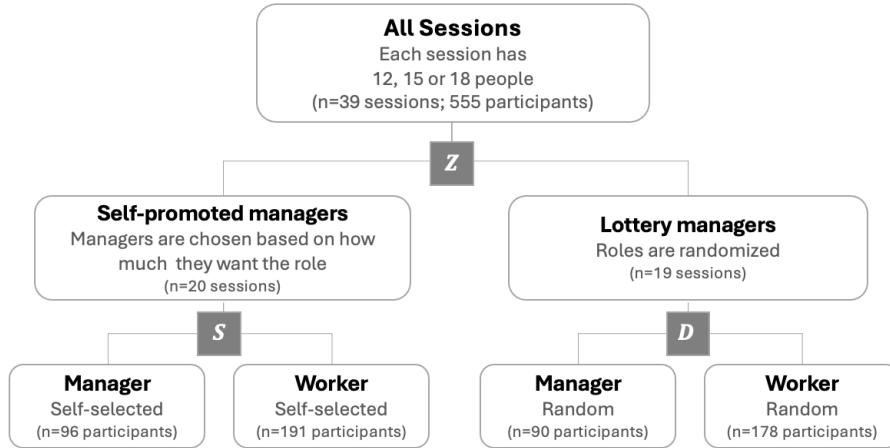 All Sessions
Each session has
12, 15 or 18 people
(n=39 sessions; 555 participants)
Z
Self-promoted managers
Managers are chosen based on how
much they want the role
(n=20 sessions)
Lottery managers
Roles are randomized
(n=19 sessions)
S
D
Manager
Self-selected
(n=96 participants)
Worker
Self-selected
(n=191 participants)
Manager
Random
(n=90 participants)
Worker
Random
(n=178 participants)